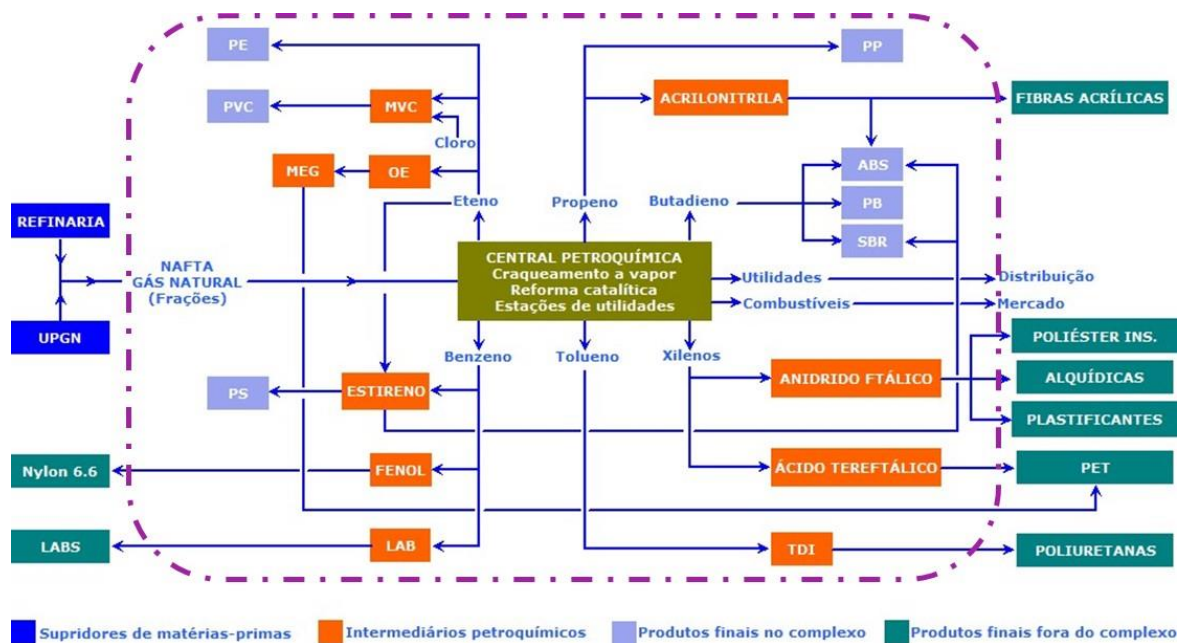 PE
PP
PVC
MVC
ACRILONITRILA
FIBRAS ACRÍLICAS
Cloro
MEG
OE
ABS
Eteno
Propeno
Butadieno
PB
REFINARIA
SBR
NAFTA
GÁS NATURAL
(Frações)
CENTRAL PETROQUÍMICA
Craqueamento a vapor
Reforma catalítica
Estações de utilidades
Utilidades
Distribuição
Combustíveis
Mercado
UPGN
Benzeno
Tolueno
Xilenos
POLIÉSTER INS.
PS
ESTIRENO
ANIDRIDO FTÁLICO
ALQUÍDICAS
PLASTIFICANTES
Nylon 6.6
FENOL
ÁCIDO TEREFTÁLICO
PET
LABS
LAB
TDI
POLIURETANAS
Supridores de matérias-primas
Intermediários petroquímicos
Produtos finais no complexo
Produtos finais fora do complexo